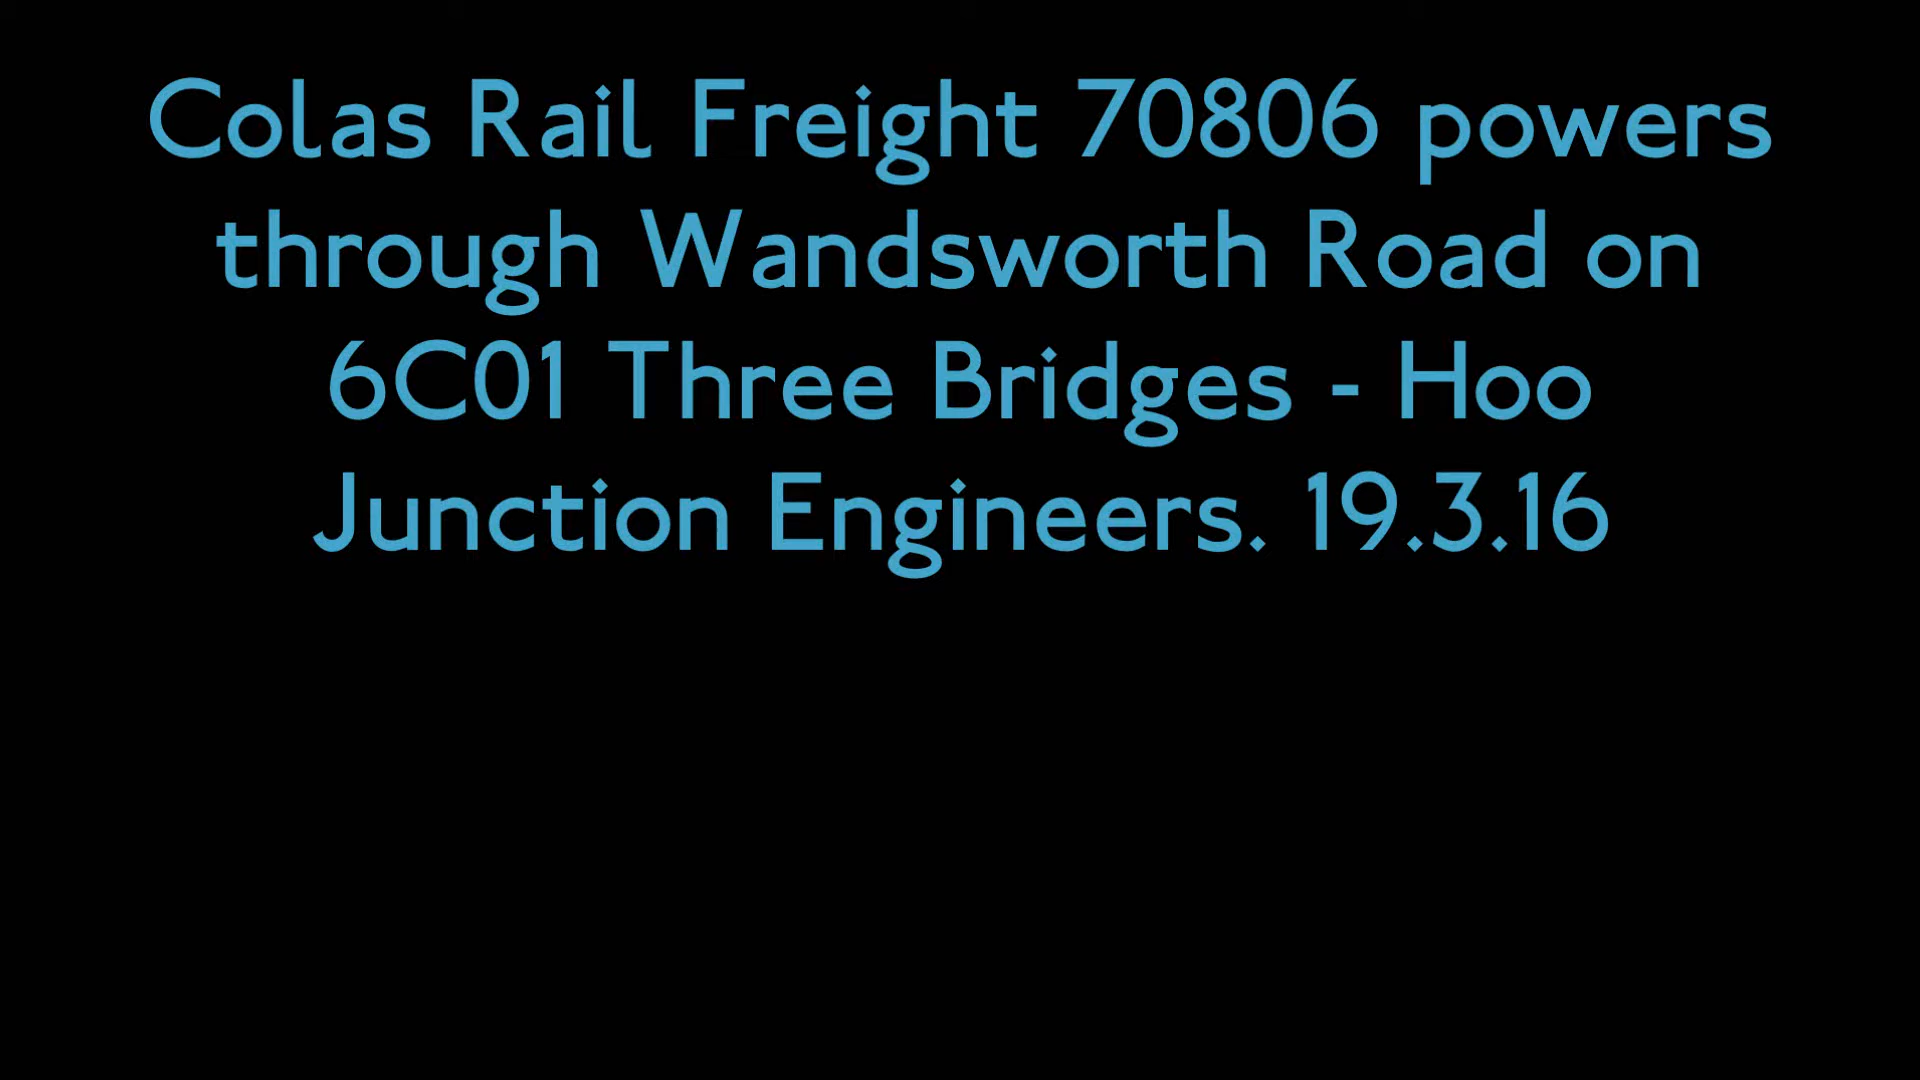 Colas Rail Freight 70806 powers
through Wandsworth Road on
6C01 Three Bridges - Hoo
Junction Engineers. 19.3.16